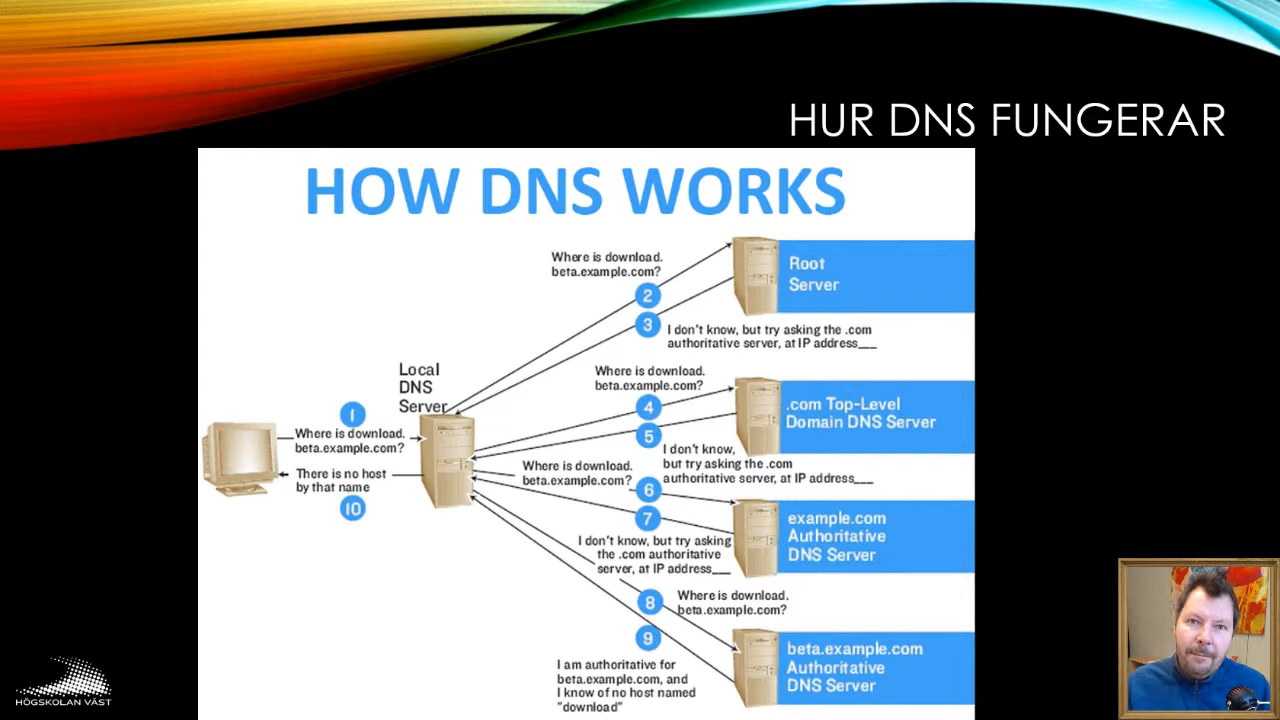 HUR DNS FUNGERAR
HOW DNS WORKS
Where is download.
beta.example.com?
2
Root
Server
3
I don't know, but try asking the .com
authoritative server, at IP address___
Local
DNS
Server
Where is download.
beta.example.com?
4
.com Top-Level
Domain DNS Server
5
I don't know,
but try asking the .com
authoritative server, at IP address___
1
Where is download.
beta.example.com?
There is no host
by that name
10
Where is download.
beta.example.com?
6
7
example.com
Authoritative
DNS Server
I don't know, but try asking
the .com authoritative
server, at IP address___
8
Where is download.
beta.example.com?
9
beta.example.com
Authoritative
DNS Server
I am authoritative for
beta.example.com, and
I know of no host named
"download"
HÖGSKOLAN VÄST